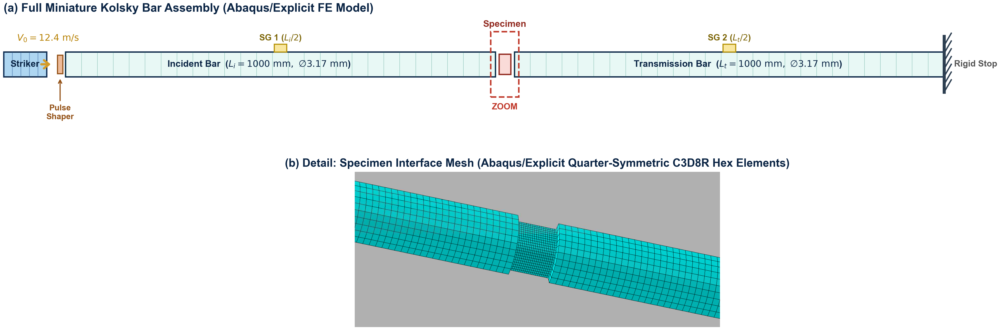 (a) Full Miniature Kolsky Bar Assembly (Abaqus/Explicit FE Model)
Specimen
V₀ = 12.4 m/s
SG 1 (Lᵢ/2)
SG 2 (Lₜ/2)
Striker
Incident Bar (Lᵢ = 1000 mm, ∅3.17 mm)
Transmission Bar (Lₜ = 1000 mm, ∅3.17 mm)
Rigid Stop
ZOOM
Pulse
Shaper
(b) Detail: Specimen Interface Mesh (Abaqus/Explicit Quarter-Symmetric C3D8R Hex Elements)